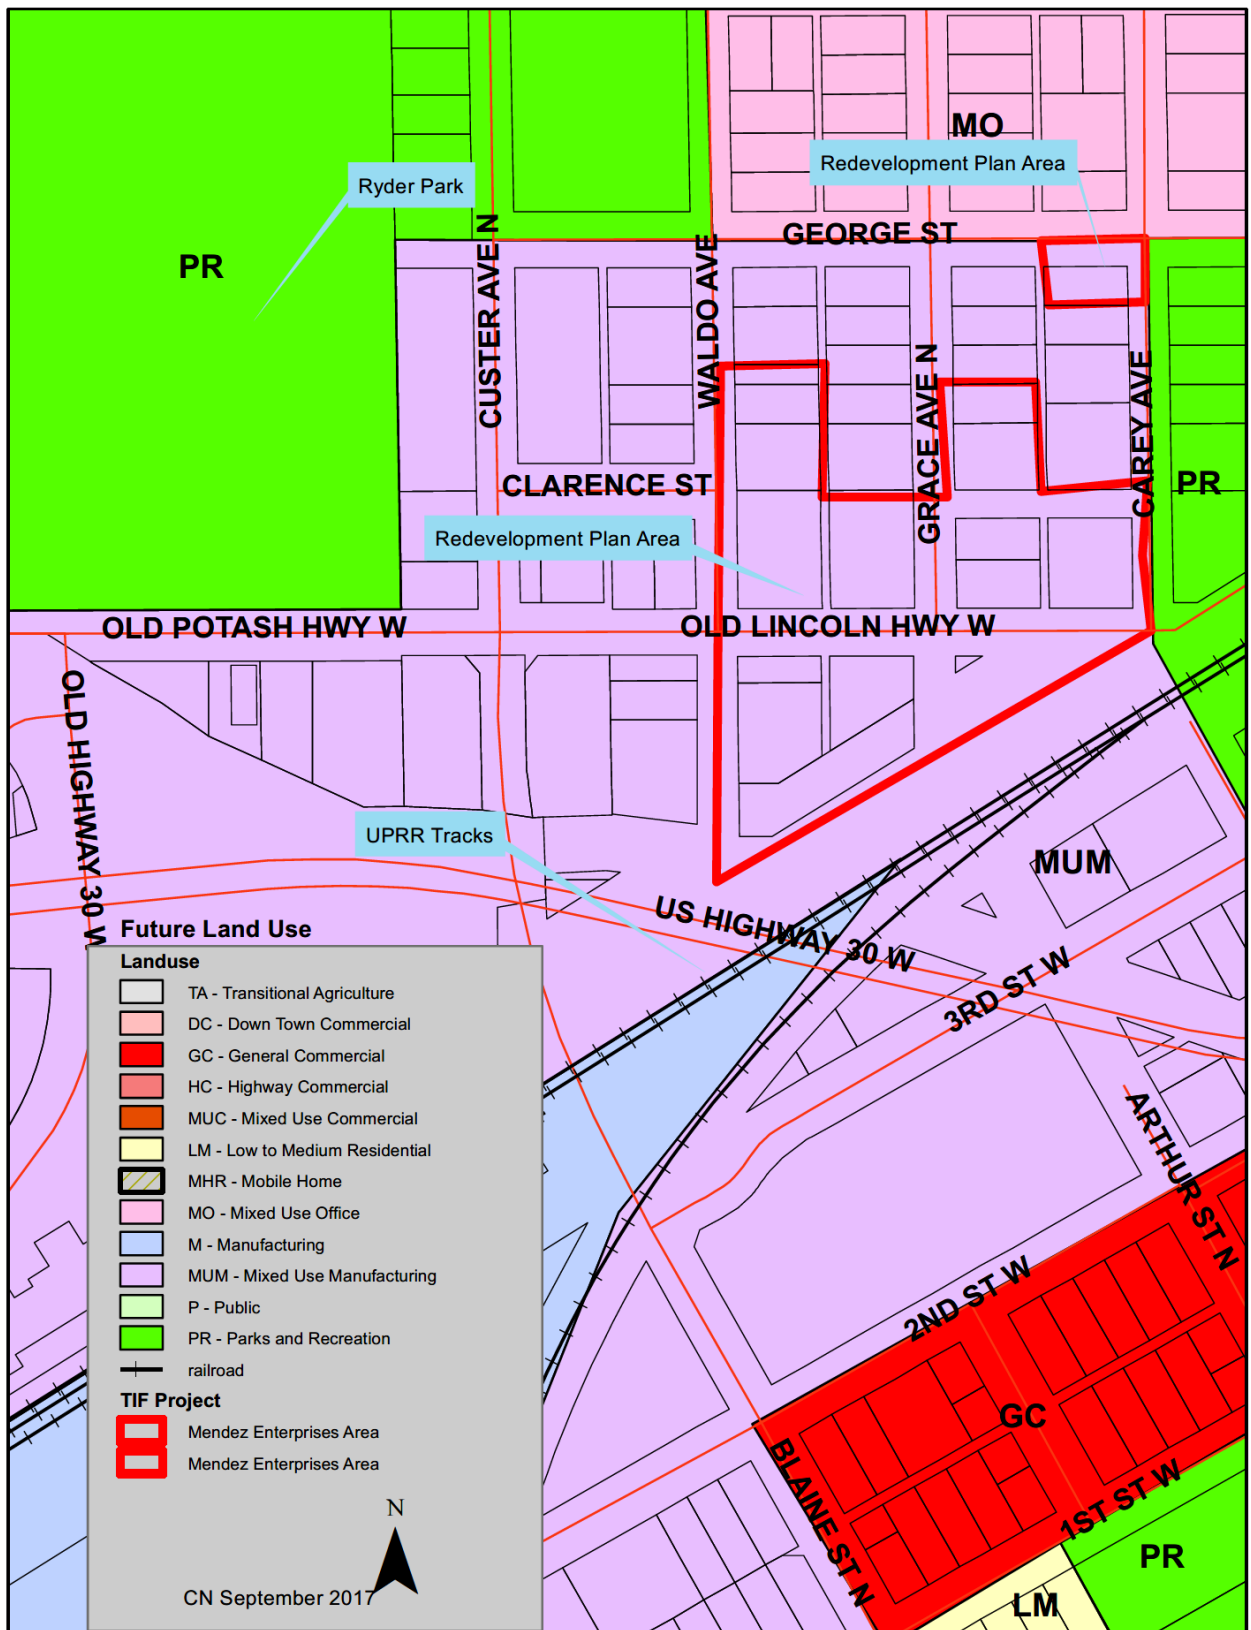 MO
Redevelopment Plan Area
Ryder Park
PR
GEORGE ST
CUSTER AVE N
WALDO AVE
GRACE AVE N
CAREY AVE
PR
CLARENCE ST
Redevelopment Plan Area
OLD POTASH HWY W
OLD LINCOLN HWY W
OLD HIGHWAY 30 W
UPRR Tracks
MUM
US HIGHWAY 30 W
3RD ST W
ARTHUR ST N
2ND ST W
GC
BLAINE ST N
1ST ST W
PR
LM
Future Land Use
Landuse
TA - Transitional Agriculture
DC - Down Town Commercial
GC - General Commercial
HC - Highway Commercial
MUC - Mixed Use Commercial
LM - Low to Medium Residential
MHR - Mobile Home
MO - Mixed Use Office
M - Manufacturing
MUM - Mixed Use Manufacturing
P - Public
PR - Parks and Recreation
railroad
TIF Project
Mendez Enterprises Area
Mendez Enterprises Area
N
CN September 2017